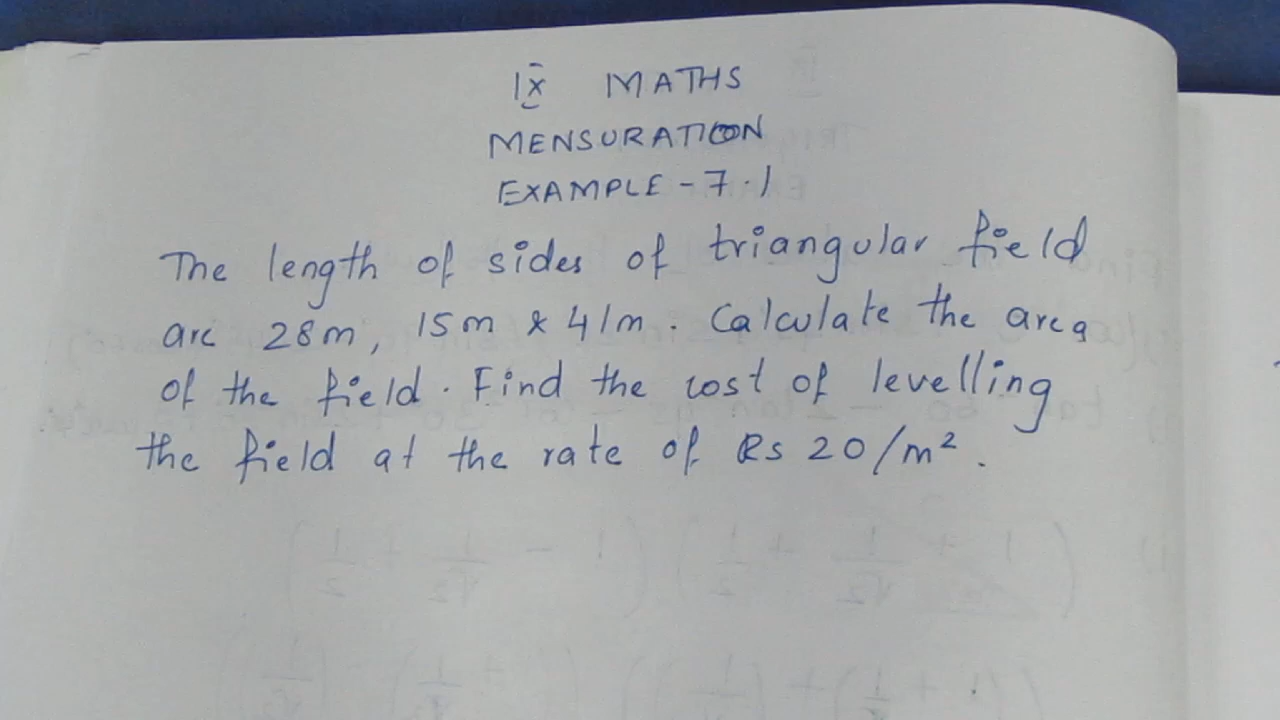 IX MATHS
MENSURATION
EXAMPLE - 7.1
The length of sides of triangular field
are 28m, 15m & 41m. Calculate the area
of the field. Find the cost of levelling
the field at the rate of Rs 20/m².